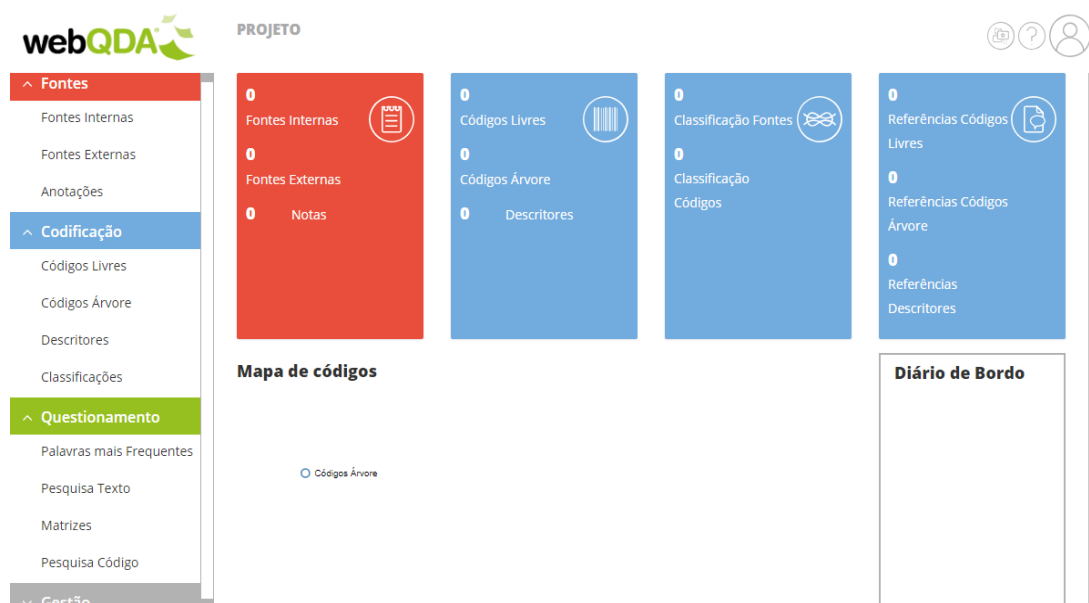 webQDA
PROJETO
Fontes
Fontes Internas
Fontes Externas
Anotações
Codificação
Códigos Livres
Códigos Árvore
Descritores
Classificações
Questionamento
Palavras mais Frequentes
Pesquisa Texto
Matrizes
Pesquisa Código
Gestão
0
Fontes Internas
0
Fontes Externas
0 Notas
0
Códigos Livres
0
Códigos Árvore
0 Descritores
0
Classificação Fontes
0
Classificação
Códigos
0
Referências Códigos
Livres
0
Referências Códigos
Árvore
0
Referências
Descritores
Mapa de códigos
Códigos Árvore
Diário de Bordo